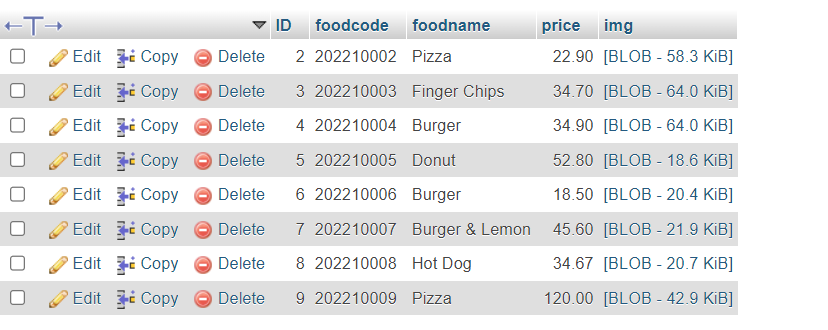 ID foodcode foodname price img
Edit Copy Delete 2 202210002 Pizza 22.90 [BLOB - 58.3 KiB]
Edit Copy Delete 3 202210003 Finger Chips 34.70 [BLOB - 64.0 KiB]
Edit Copy Delete 4 202210004 Burger 34.90 [BLOB - 64.0 KiB]
Edit Copy Delete 5 202210005 Donut 52.80 [BLOB - 18.6 KiB]
Edit Copy Delete 6 202210006 Burger 18.50 [BLOB - 20.4 KiB]
Edit Copy Delete 7 202210007 Burger & Lemon 45.60 [BLOB - 21.9 KiB]
Edit Copy Delete 8 202210008 Hot Dog 34.67 [BLOB - 20.7 KiB]
Edit Copy Delete 9 202210009 Pizza 120.00 [BLOB - 42.9 KiB]